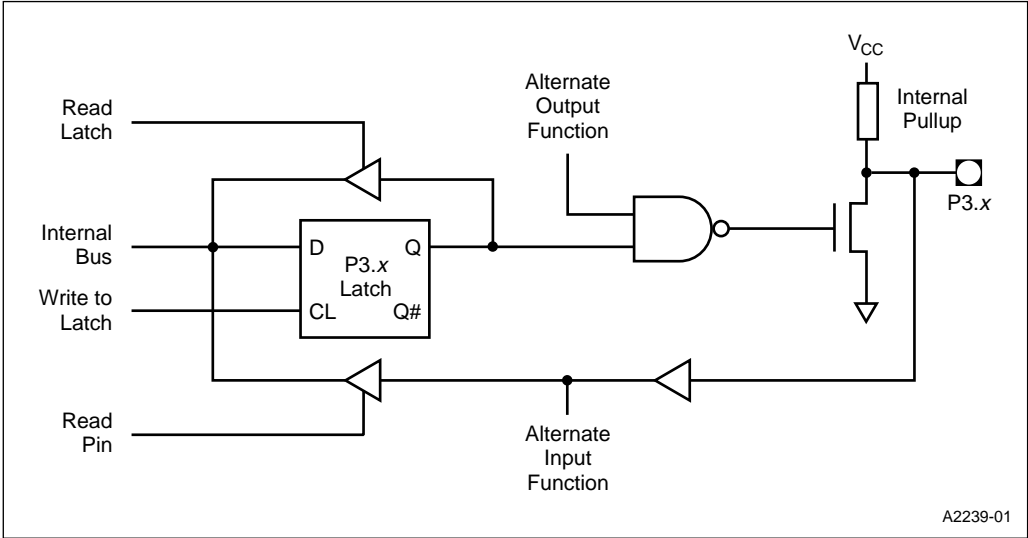 Read
Latch
Internal
Bus
Write to
Latch
Read
Pin
D
Q
P3.x
Latch
CL
Q#
Alternate
Output
Function
Alternate
Input
Function
VCC
Internal
Pullup
P3.x
A2239-01